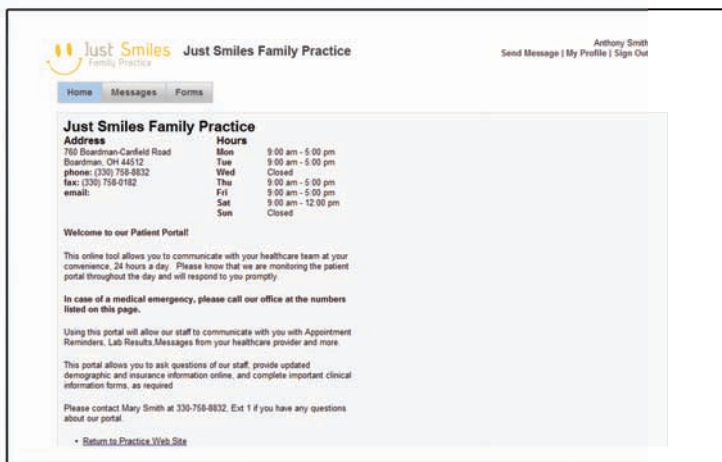 Just Smiles
Family Practice
Just Smiles Family Practice
Anthony Smith
Send Message | My Profile | Sign Out
Home Messages Forms
Just Smiles Family Practice
Address Hours
760 Boardman-Canfield Road Mon 9:00 am - 5:00 pm
Boardman, OH 44512 Tue 9:00 am - 5:00 pm
phone: (330) 758-8832 Wed Closed
fax: (330) 758-0182 Thu 9:00 am - 5:00 pm
email: Fri 9:00 am - 5:00 pm
Sat 9:00 am - 12:00 pm
Sun Closed
Welcome to our Patient Portal!
This online tool allows you to communicate with your healthcare team at your
convenience, 24 hours a day. Please know that we are monitoring the patient
portal throughout the day and will respond to you promptly.
In case of a medical emergency, please call our office at the numbers
listed on this page.
Using this portal will allow our staff to communicate with you with Appointment
Reminders, Lab Results,Messages from your healthcare provider and more.
This portal allows you to ask questions of our staff, provide updated
demographic and insurance information online, and complete important clinical
information forms, as required
Please contact Mary Smith at 330-758-8832, Ext 1 if you have any questions
about our portal.
• Return to Practice Web Site